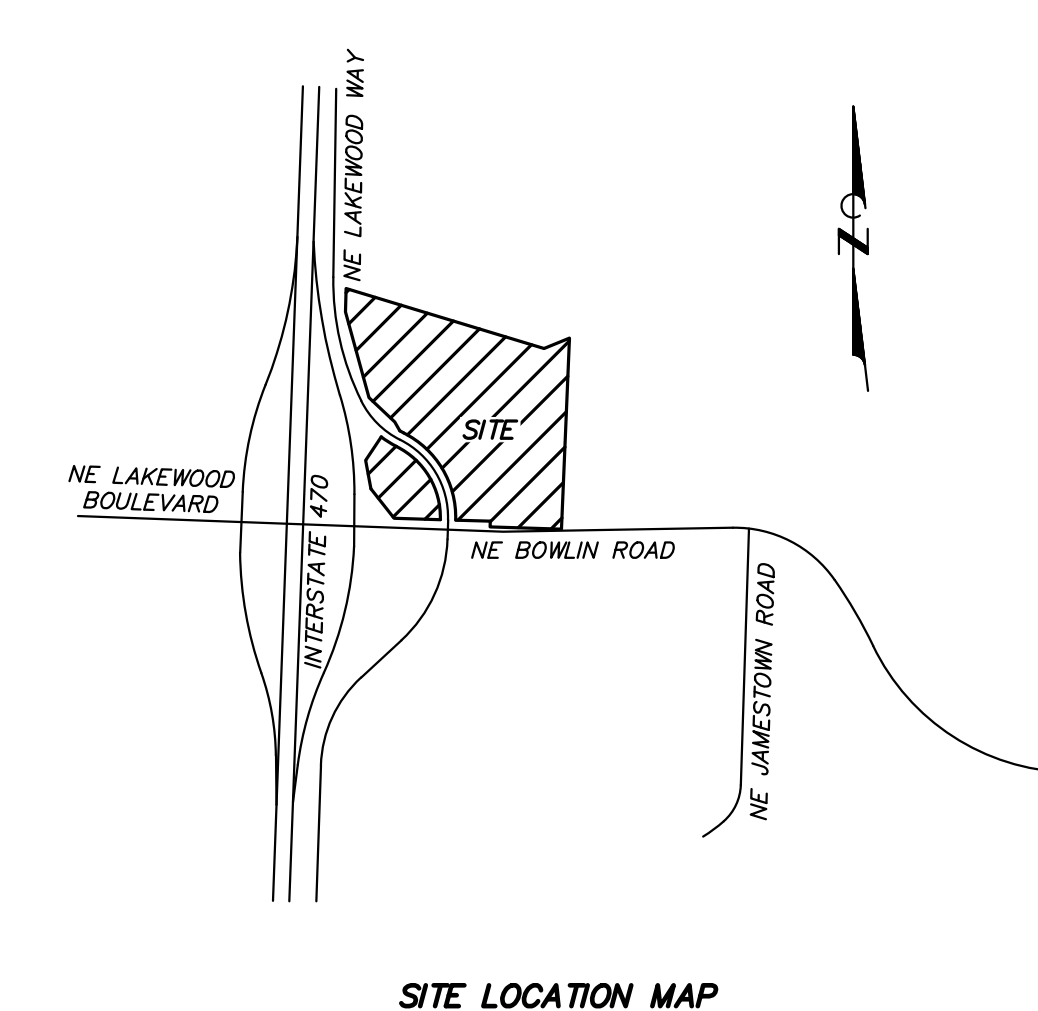 NE LAKEWOOD WAY
N
SITE
NE LAKEWOOD
BOULEVARD
INTERSTATE 470
NE BOWLIN ROAD
NE JAMESTOWN ROAD
SITE LOCATION MAP